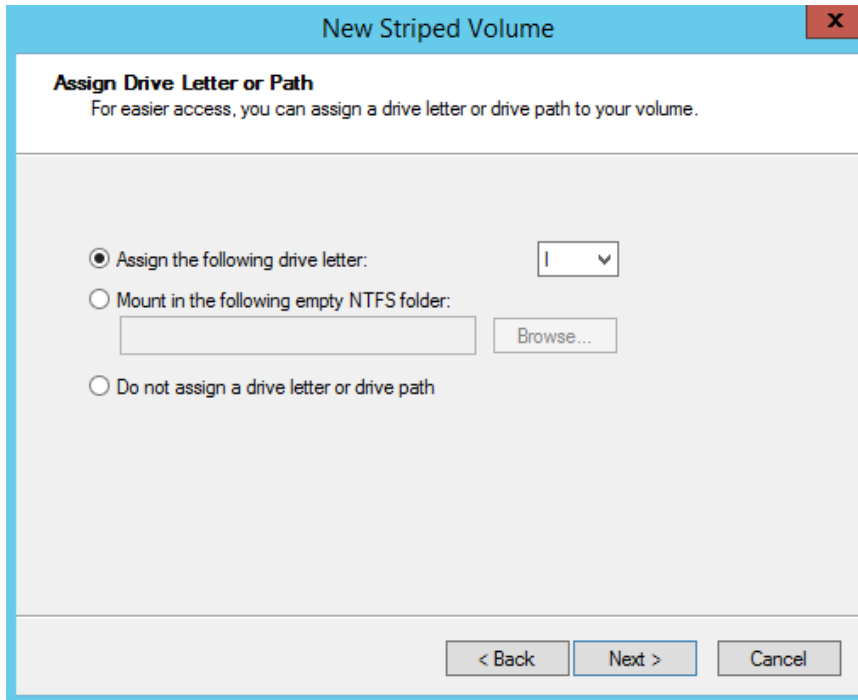 New Striped Volume
x
Assign Drive Letter or Path
For easier access, you can assign a drive letter or drive path to your volume.
Assign the following drive letter:
I
Mount in the following empty NTFS folder:
Browse...
Do not assign a drive letter or drive path
< Back
Next >
Cancel